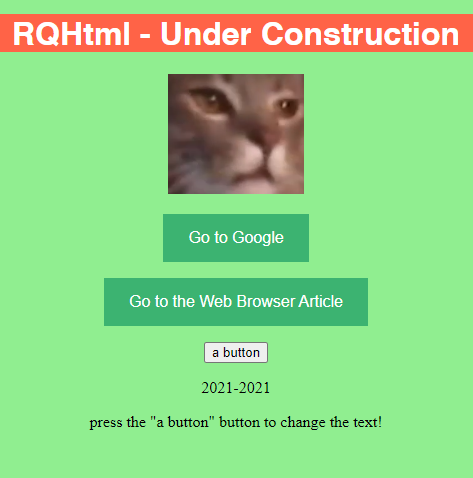 RQHtml - Under Construction
Go to Google
Go to the Web Browser Article
a button
2021-2021
press the "a button" button to change the text!